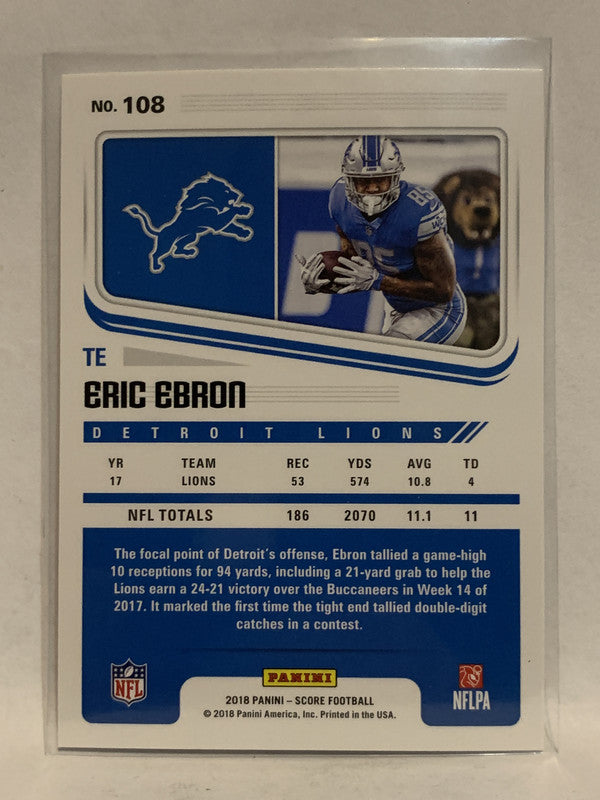 NO. 108
85
TE
ERIC EBRON
DETROIT LIONS
YR TEAM REC YDS AVG TD
17 LIONS 53 574 10.8 4
NFL TOTALS 186 2070 11.1 11
The focal point of Detroit's offense, Ebron tallied a game-high
10 receptions for 94 yards, including a 21-yard grab to help the
Lions earn a 24-21 victory over the Buccaneers in Week 14 of
2017. It marked the first time the tight end tallied double-digit
catches in a contest.
NFL
PANINI
NFLPA
2018 PANINI – SCORE FOOTBALL
© 2018 Panini America, Inc. Printed in the USA.